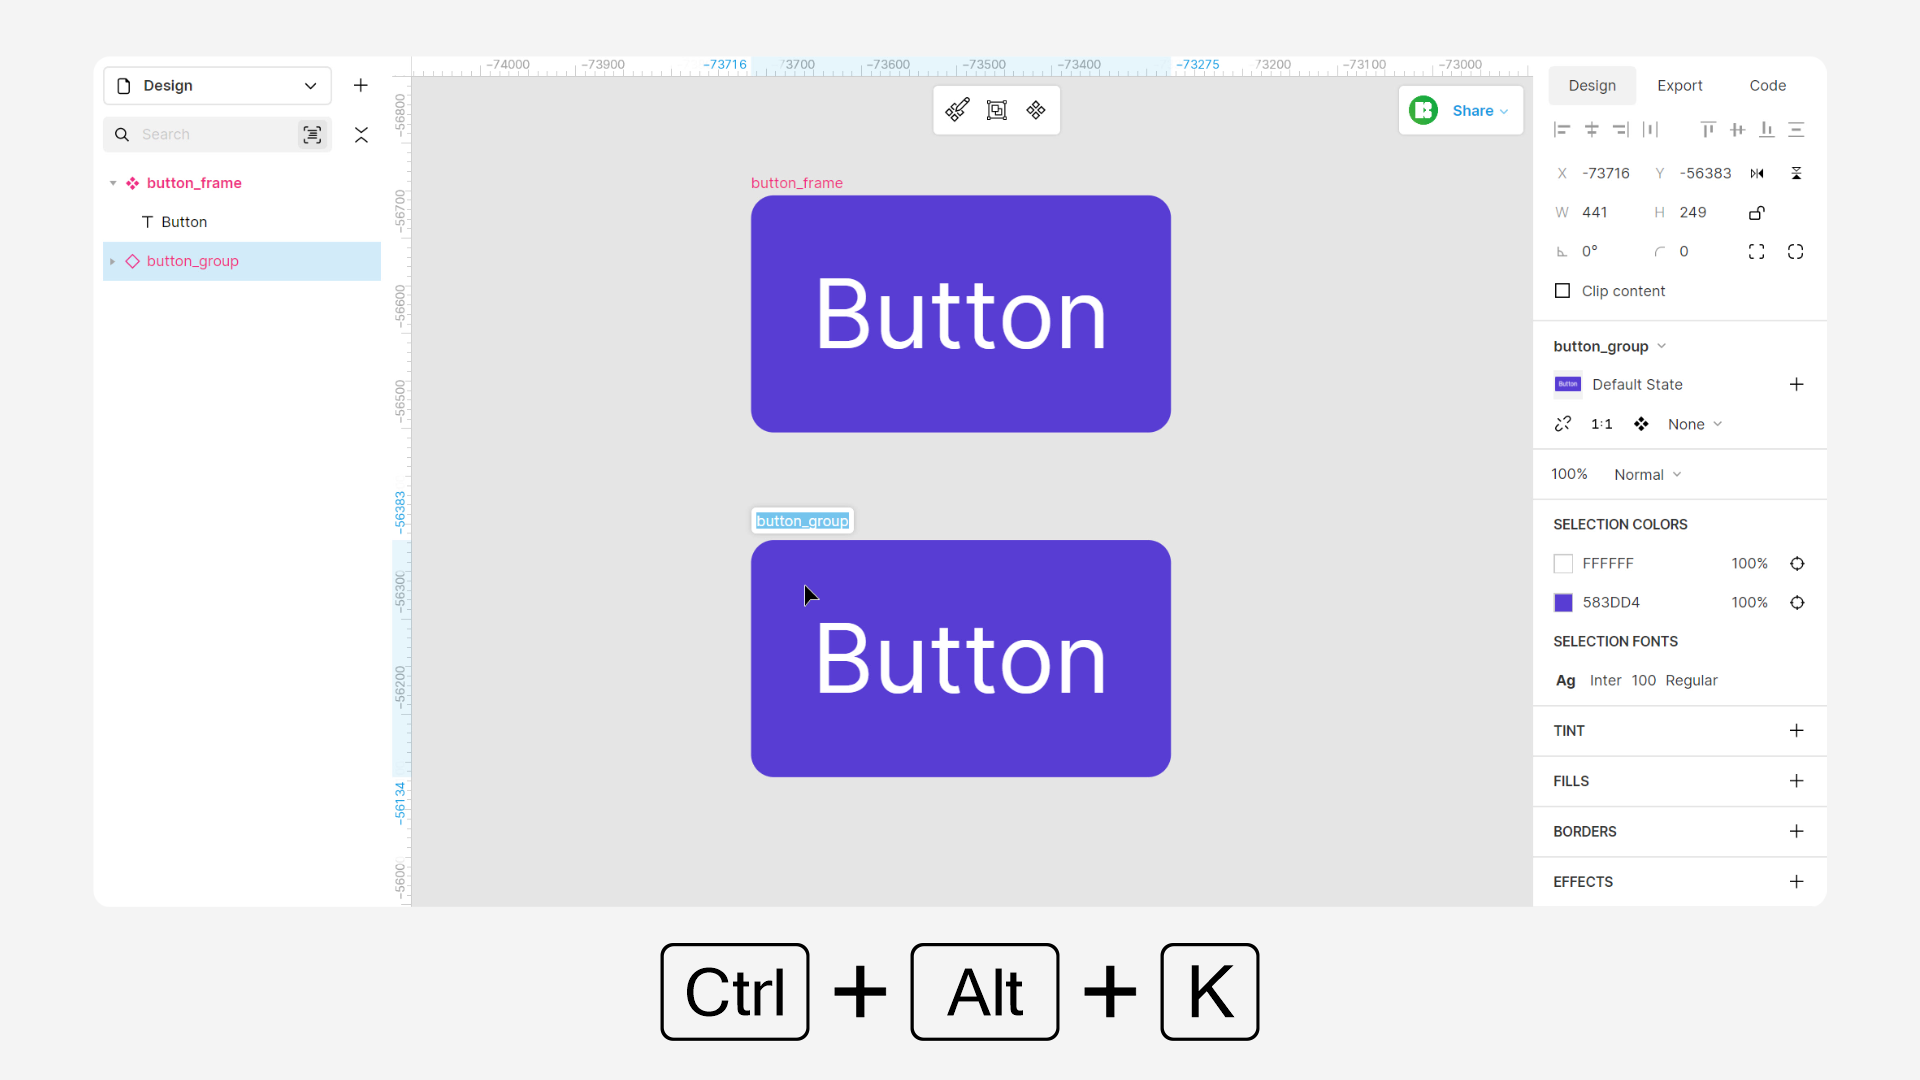 Design
Search
button_frame
Button
button_group
-74000 -73900 -73716 -73700 -73600 -73500 -73400 -73275 -73200 -73100 -73000
-56800
-56700
-56600
-56500
-56383
-56300
-56200
-56134
Share
button_frame
Button
button_group
Button
Design Export Code
X -73716 Y -56383
W 441 H 249
0° 0
Clip content
button_group
Button Default State
1:1 None
100% Normal
SELECTION COLORS
FFFFFF 100%
583DD4 100%
SELECTION FONTS
Ag Inter 100 Regular
TINT
FILLS
BORDERS
EFFECTS
Ctrl + Alt + K